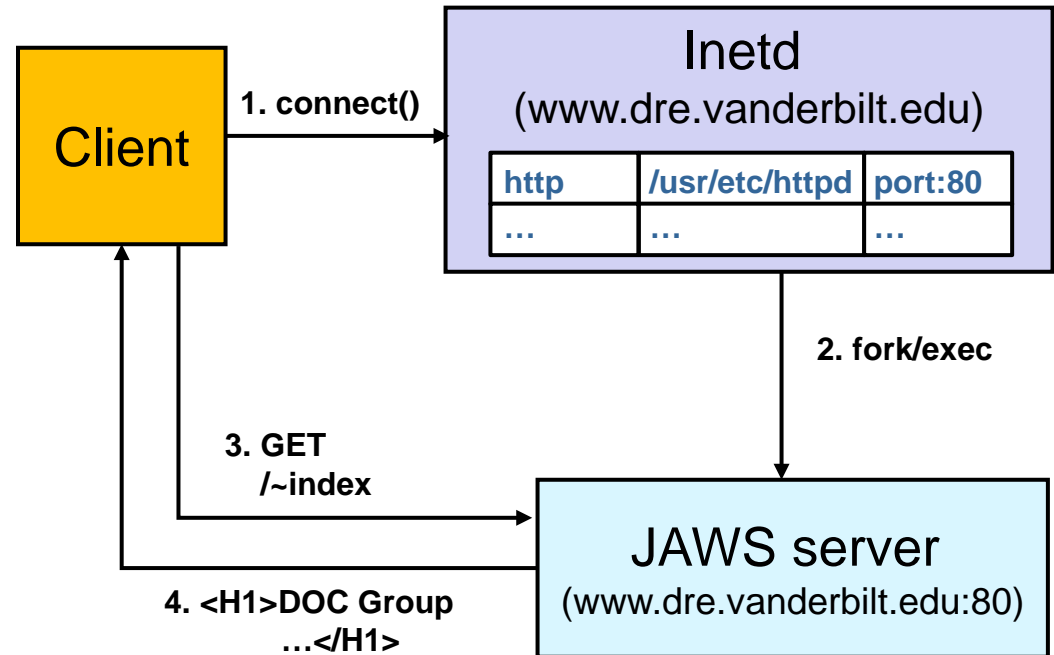 Inetd
(www.dre.vanderbilt.edu)
Client
1. connect()
http /usr/etc/httpd port:80
… … …
2. fork/exec
3. GET
/~index
JAWS server
(www.dre.vanderbilt.edu:80)
4. <H1>DOC Group
…</H1>